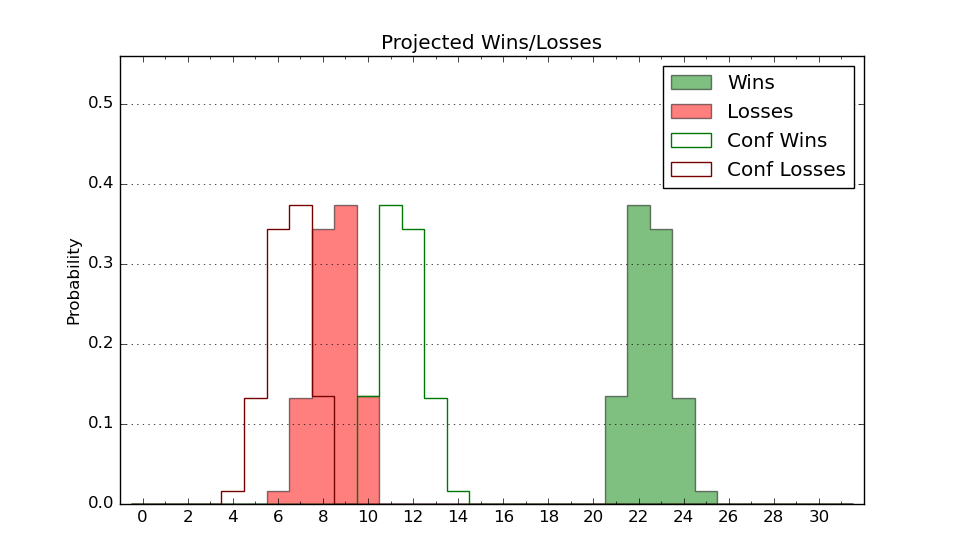 Projected Wins/Losses
Wins
Losses
Conf Wins
Conf Losses
Probability
0.5
0.4
0.3
0.2
0.1
0.0
0 2 4 6 8 10 12 14 16 18 20 22 24 26 28 30